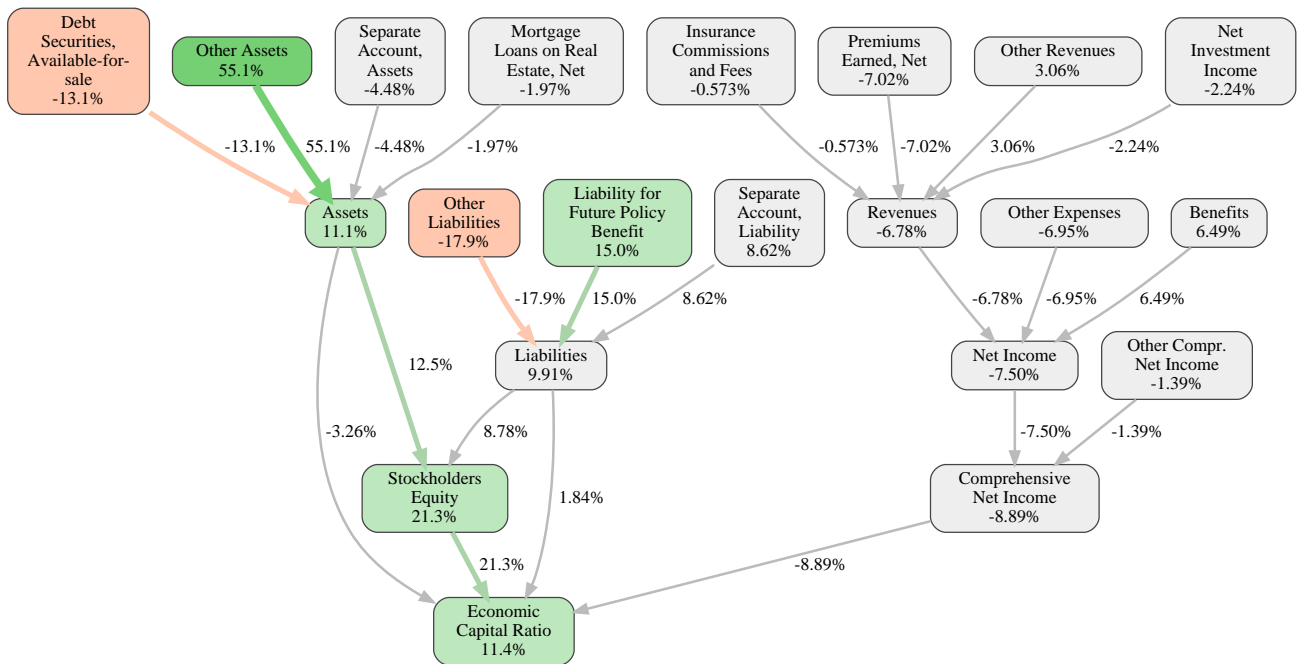 Debt
Securities,
Available-for-
sale
-13.1%
Other Assets
55.1%
Separate
Account,
Assets
-4.48%
Mortgage
Loans on Real
Estate, Net
-1.97%
Insurance
Commissions
and Fees
-0.573%
Premiums
Earned, Net
-7.02%
Other Revenues
3.06%
Net
Investment
Income
-2.24%
-13.1%
55.1%
-4.48%
-1.97%
-0.573%
-7.02%
3.06%
-2.24%
Assets
11.1%
Other
Liabilities
-17.9%
Liability for
Future Policy
Benefit
15.0%
Separate
Account,
Liability
8.62%
Revenues
-6.78%
Other Expenses
-6.95%
Benefits
6.49%
-17.9%
15.0%
8.62%
-6.78%
-6.95%
6.49%
12.5%
Liabilities
9.91%
Net Income
-7.50%
Other Compr.
Net Income
-1.39%
-3.26%
8.78%
-7.50%
-1.39%
Stockholders
Equity
21.3%
1.84%
Comprehensive
Net Income
-8.89%
21.3%
-8.89%
Economic
Capital Ratio
11.4%